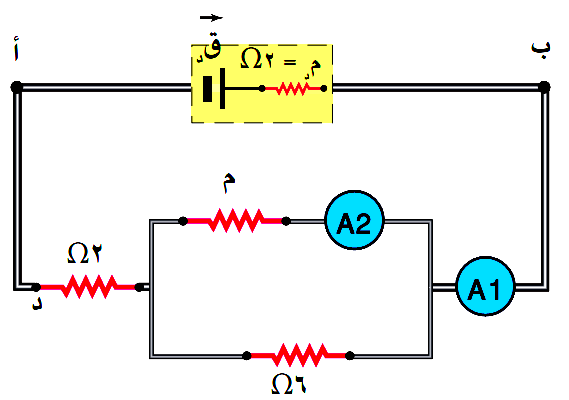 أ
قد
م د = ٢Ω
ب
م
A2
٢Ω
د
A1
٦Ω